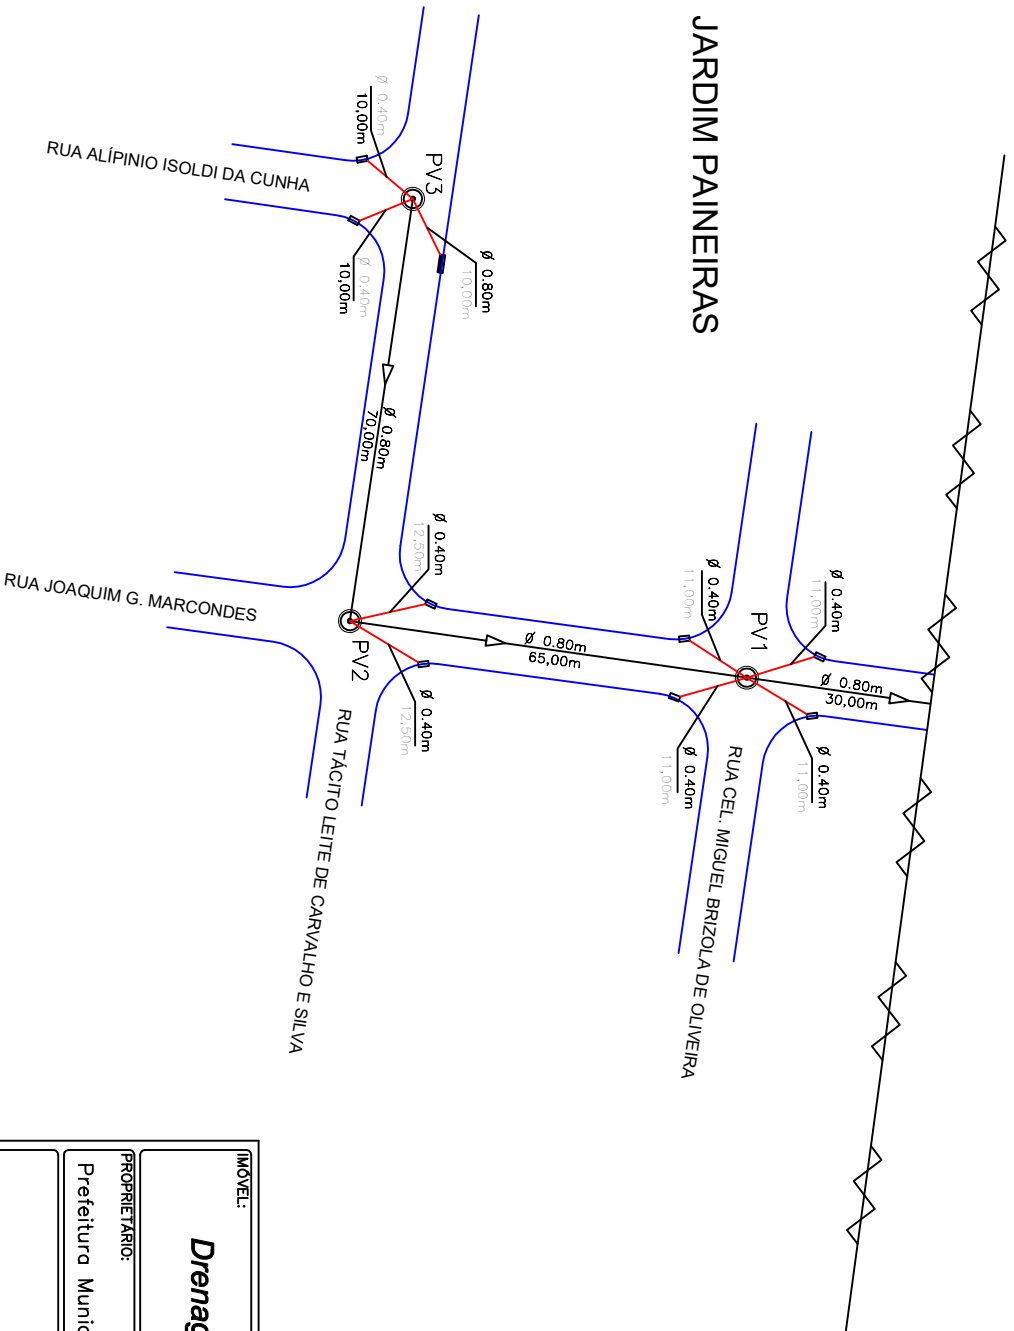 JARDIM PAINEIRAS
Ø 0.40m
10,00m
RUA ALÍPINIO ISOLDI DA CUNHA
PV3
Ø 0.80m
10,00m
Ø 0.40m
10,00m
Ø 0.80m
70,00m
Ø 0.40m
12,50m
RUA JOAQUIM G. MARCONDES
PV2
Ø 0.80m
65,00m
Ø 0.40m
12,50m
Ø 0.40m
11,00m
PV1
Ø 0.40m
11,00m
Ø 0.80m
30,00m
Ø 0.40m
11,00m
Ø 0.40m
11,00m
RUA TÁCITO LEITE DE CARVALHO E SILVA
RUA CEL. MIGUEL BRIZOLA DE OLIVEIRA
IMÓVEL:
Drenag
PROPRIETÁRIO:
Prefeitura Munic